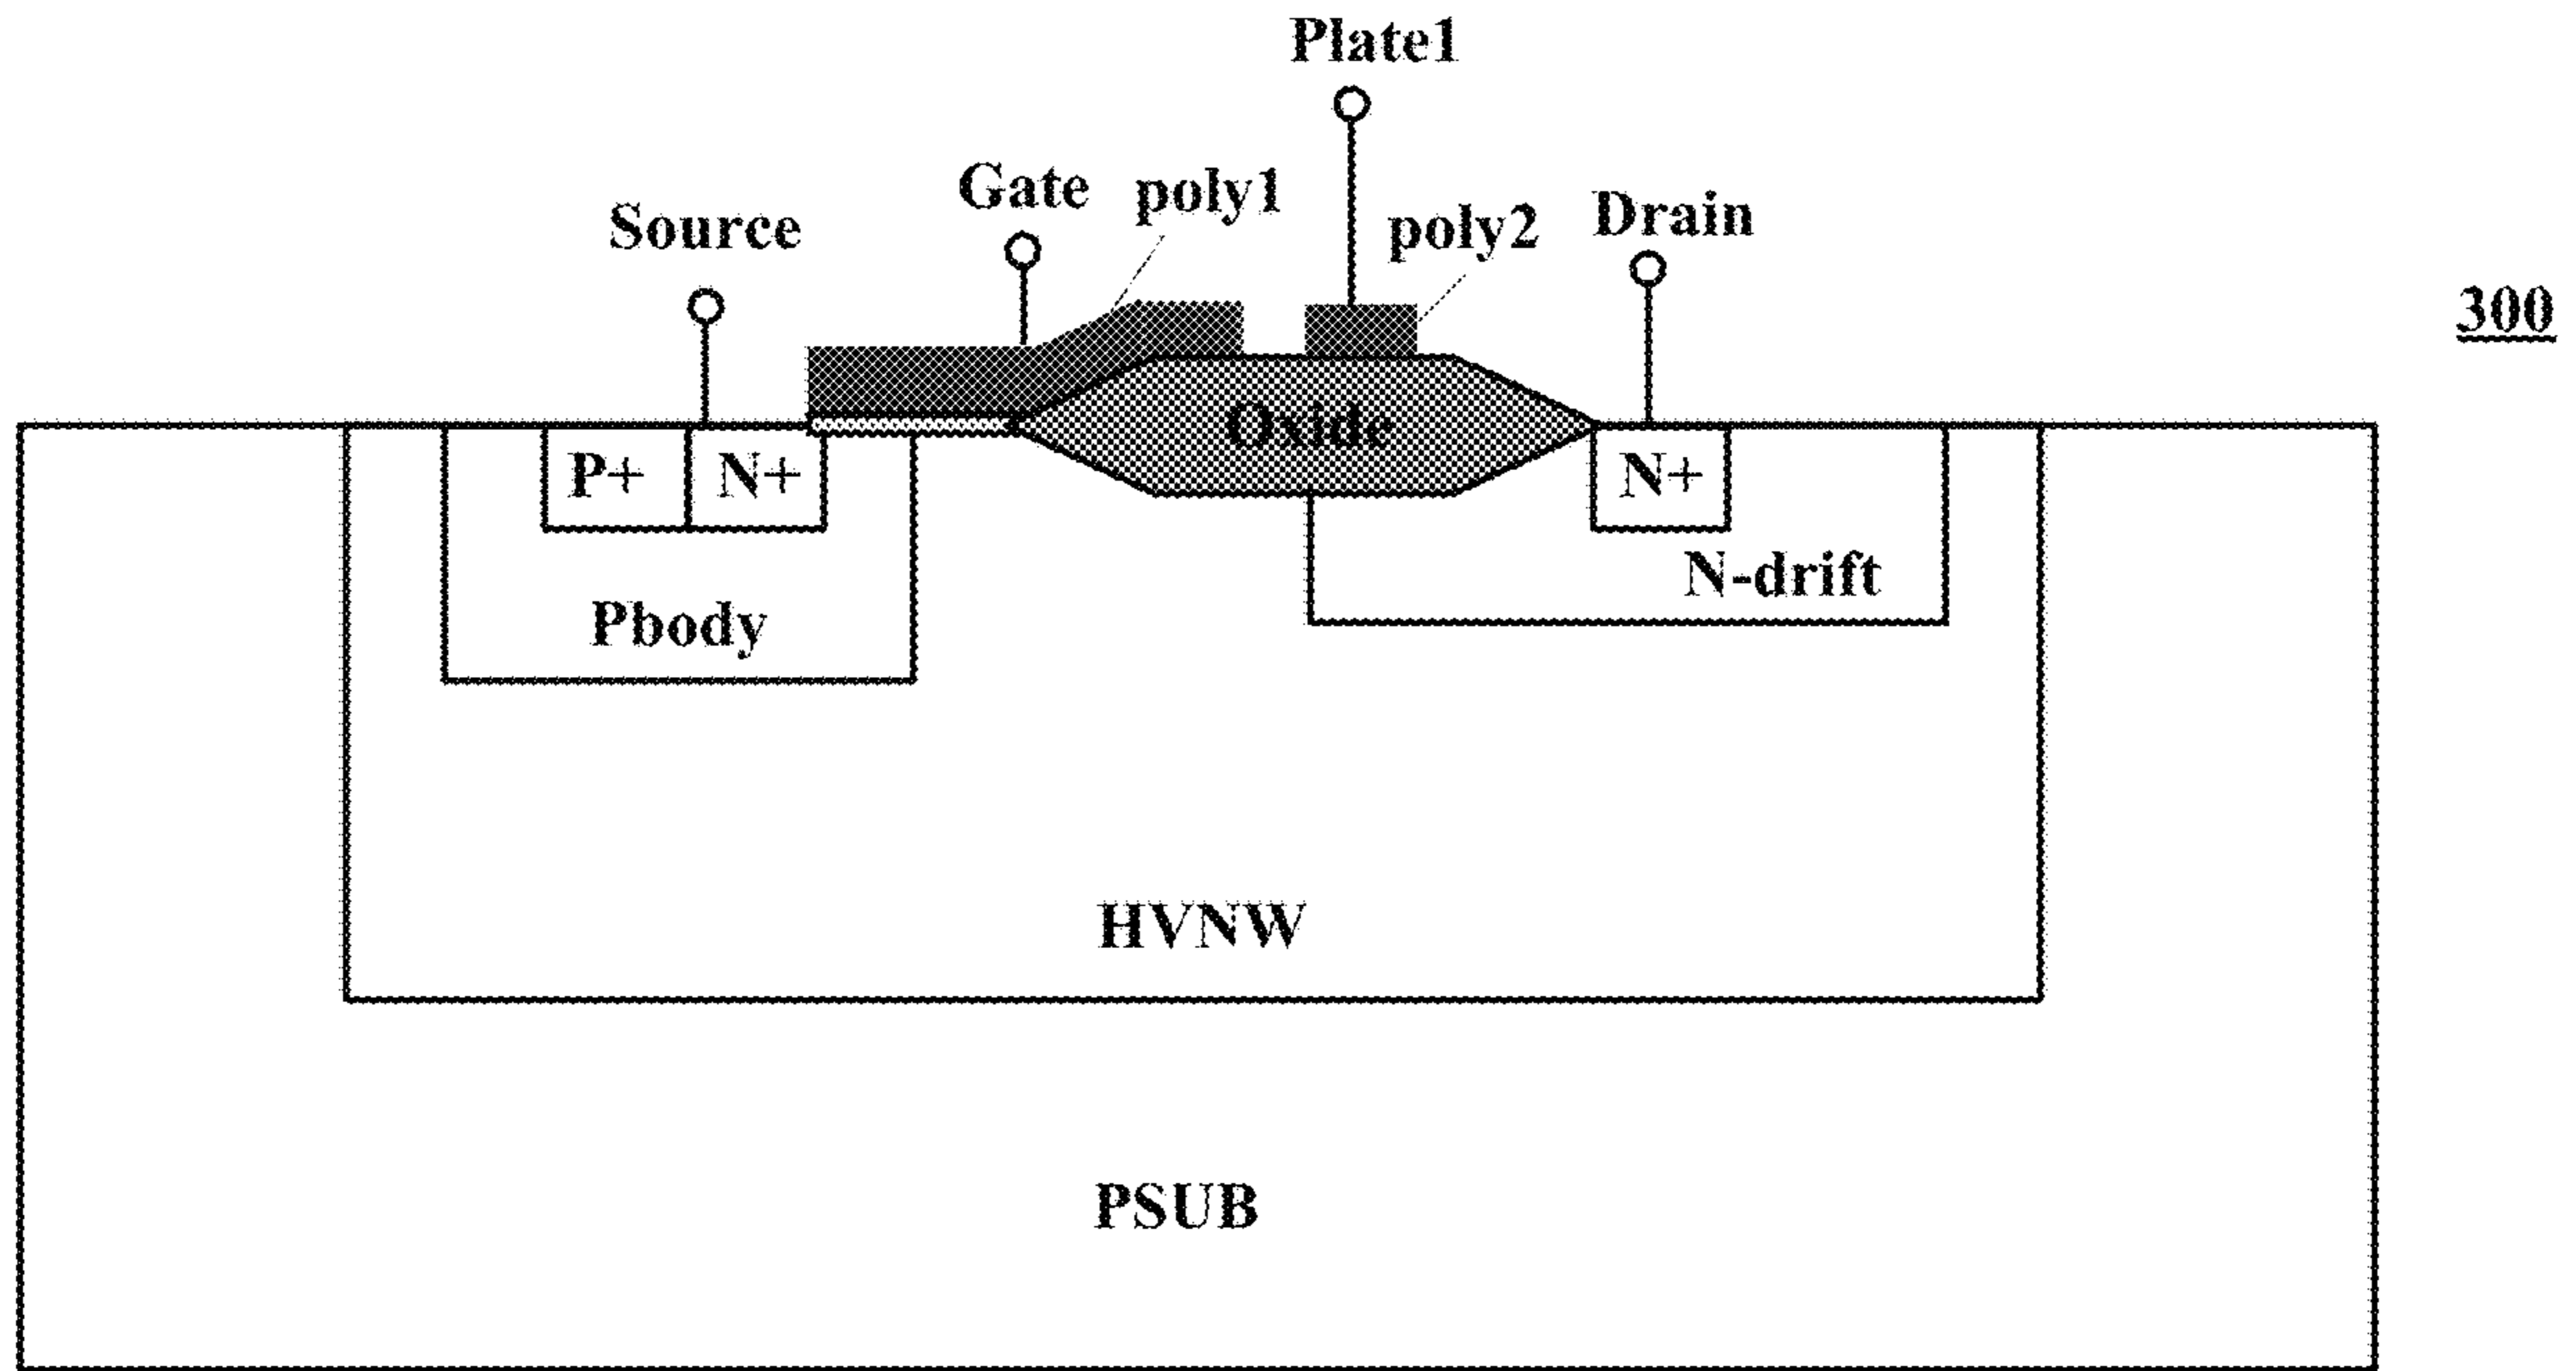 Plate1
Gate
poly1
Source
poly2
Drain
300
Oxide
P+
N+
N+
N-drift
Pbody
HVNW
PSUB